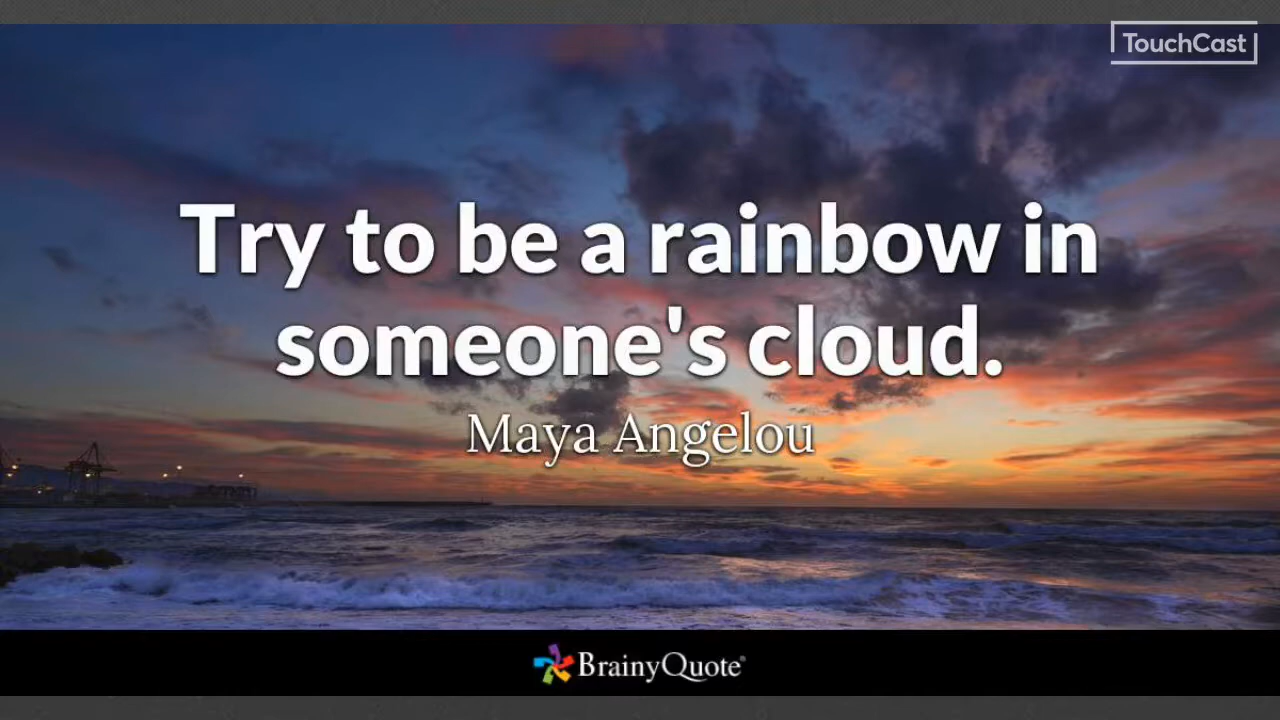 TouchCast
Try to be a rainbow in
someone's cloud.
Maya Angelou
BrainyQuote®